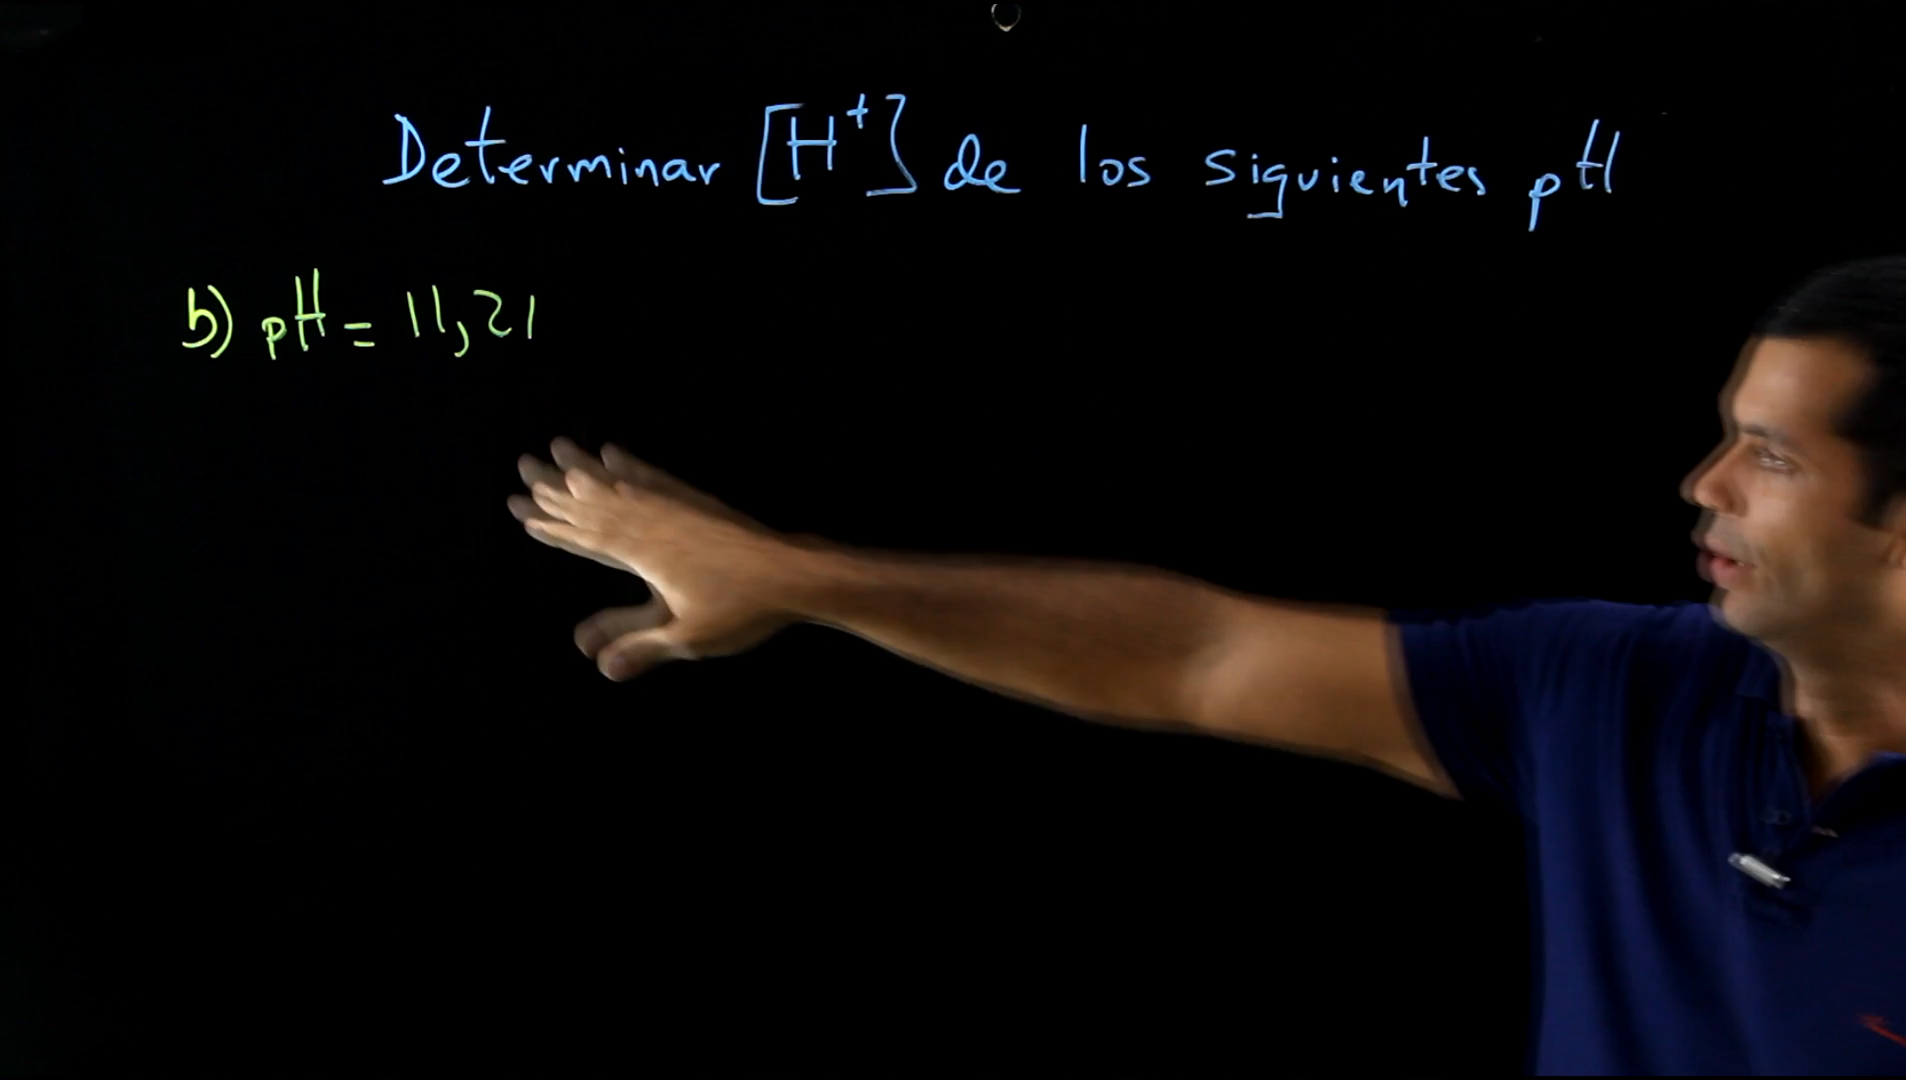 Determinar [H⁺] de los siguientes pH
b) pH = 11,21